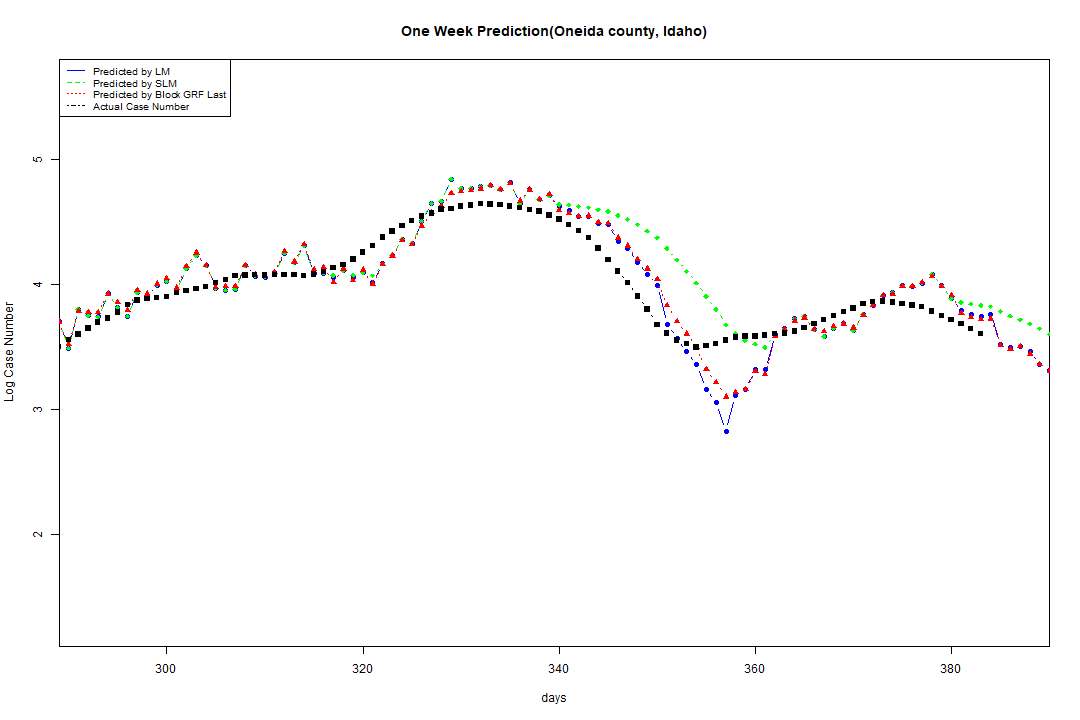 One Week Prediction(Oneida county, Idaho)
Predicted by LM
Predicted by SLM
Predicted by Block GRF Last
Actual Case Number
5
4
3
2
Log Case Number
300 320 340 360 380
days